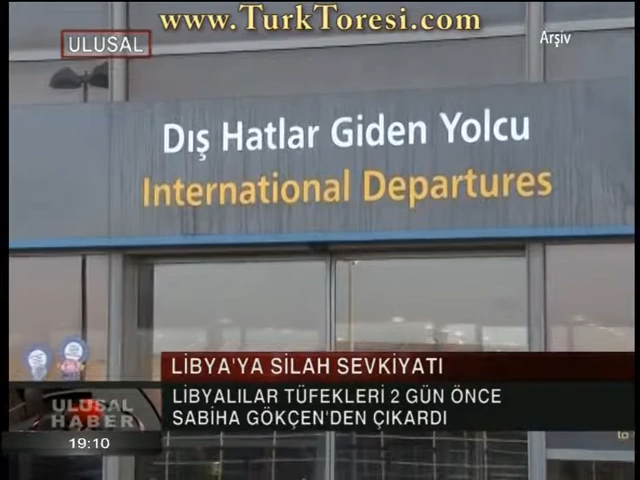 www.TurkToresi.com
ULUSAL
Arşiv
Dış Hatlar Giden Yolcu
International Departures
LİBYA'YA SİLAH SEVKİYATI
LİBYALILAR TÜFEKLERİ 2 GÜN ÖNCE
SABİHA GÖKÇEN'DEN ÇIKARDI
ULUSAL
HABER
19:10